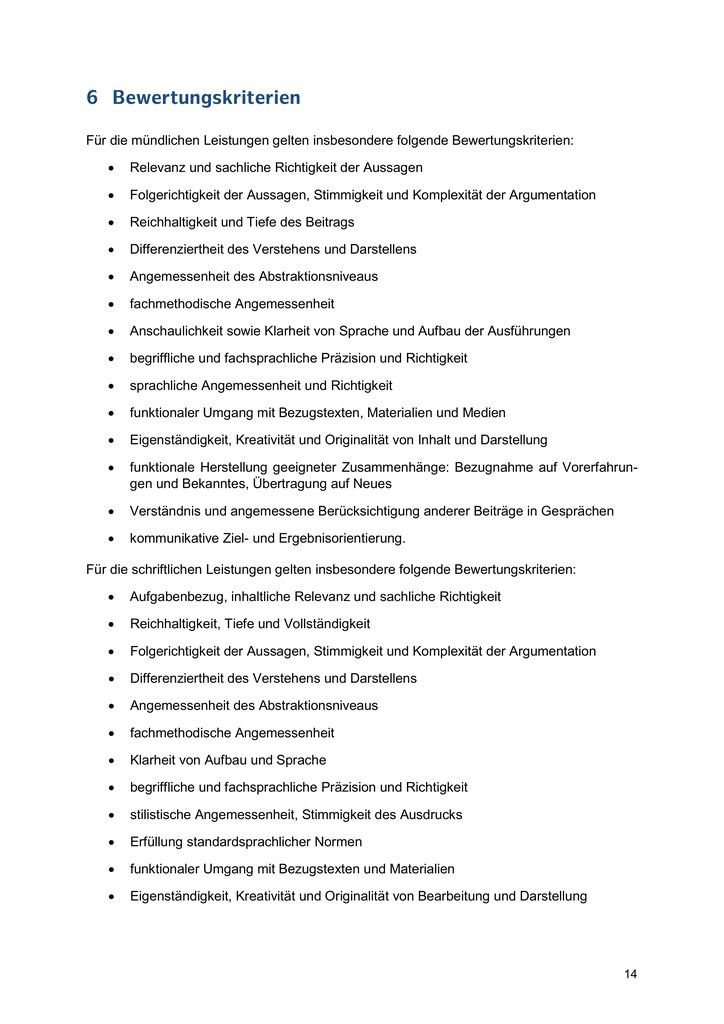 6 Bewertungskriterien
Für die mündlichen Leistungen gelten insbesondere folgende Bewertungskriterien:
• Relevanz und sachliche Richtigkeit der Aussagen
• Folgerichtigkeit der Aussagen, Stimmigkeit und Komplexität der Argumentation
• Reichhaltigkeit und Tiefe des Beitrags
• Differenziertheit des Verstehens und Darstellens
• Angemessenheit des Abstraktionsniveaus
• fachmethodische Angemessenheit
• Anschaulichkeit sowie Klarheit von Sprache und Aufbau der Ausführungen
• begriffliche und fachsprachliche Präzision und Richtigkeit
• sprachliche Angemessenheit und Richtigkeit
• funktionaler Umgang mit Bezugstexten, Materialien und Medien
• Eigenständigkeit, Kreativität und Originalität von Inhalt und Darstellung
• funktionale Herstellung geeigneter Zusammenhänge: Bezugnahme auf Vorerfahrun-
gen und Bekanntes, Übertragung auf Neues
• Verständnis und angemessene Berücksichtigung anderer Beiträge in Gesprächen
• kommunikative Ziel- und Ergebnisorientierung.
Für die schriftlichen Leistungen gelten insbesondere folgende Bewertungskriterien:
• Aufgabenbezug, inhaltliche Relevanz und sachliche Richtigkeit
• Reichhaltigkeit, Tiefe und Vollständigkeit
• Folgerichtigkeit der Aussagen, Stimmigkeit und Komplexität der Argumentation
• Differenziertheit des Verstehens und Darstellens
• Angemessenheit des Abstraktionsniveaus
• fachmethodische Angemessenheit
• Klarheit von Aufbau und Sprache
• begriffliche und fachsprachliche Präzision und Richtigkeit
• stilistische Angemessenheit, Stimmigkeit des Ausdrucks
• Erfüllung standardsprachlicher Normen
• funktionaler Umgang mit Bezugstexten und Materialien
• Eigenständigkeit, Kreativität und Originalität von Bearbeitung und Darstellung
14